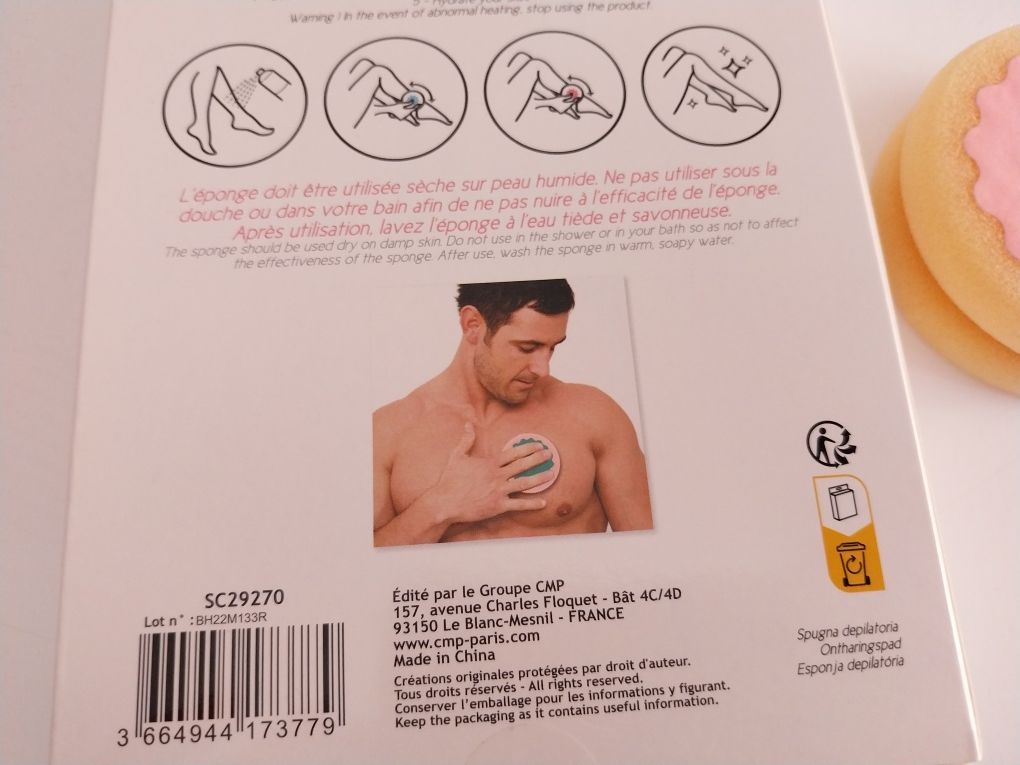 Warning ! In the event of abnormal heating, stop using the product.
L'éponge doit être utilisée sèche sur peau humide. Ne pas utiliser sous la
douche ou dans votre bain afin de ne pas nuire à l'efficacité de l'éponge.
Après utilisation, lavez l'éponge à l'eau tiède et savonneuse.
The sponge should be used dry on damp skin. Do not use in the shower or in your bath so as not to affect
the effectiveness of the sponge. After use, wash the sponge in warm, soapy water.
SC29270
Lot n° : BH22M133R
3 664944 173779
Édité par le Groupe CMP
157, avenue Charles Floquet - Bât 4C/4D
93150 Le Blanc-Mesnil - FRANCE
www.cmp-paris.com
Made in China
Créations originales protégées par droit d'auteur.
Tous droits réservés - All rights reserved.
Conserver l'emballage pour les informations y figurant.
Keep the packaging as it contains useful information.
Spugna depilatoria
Ontharingspad
Esponja depilatória